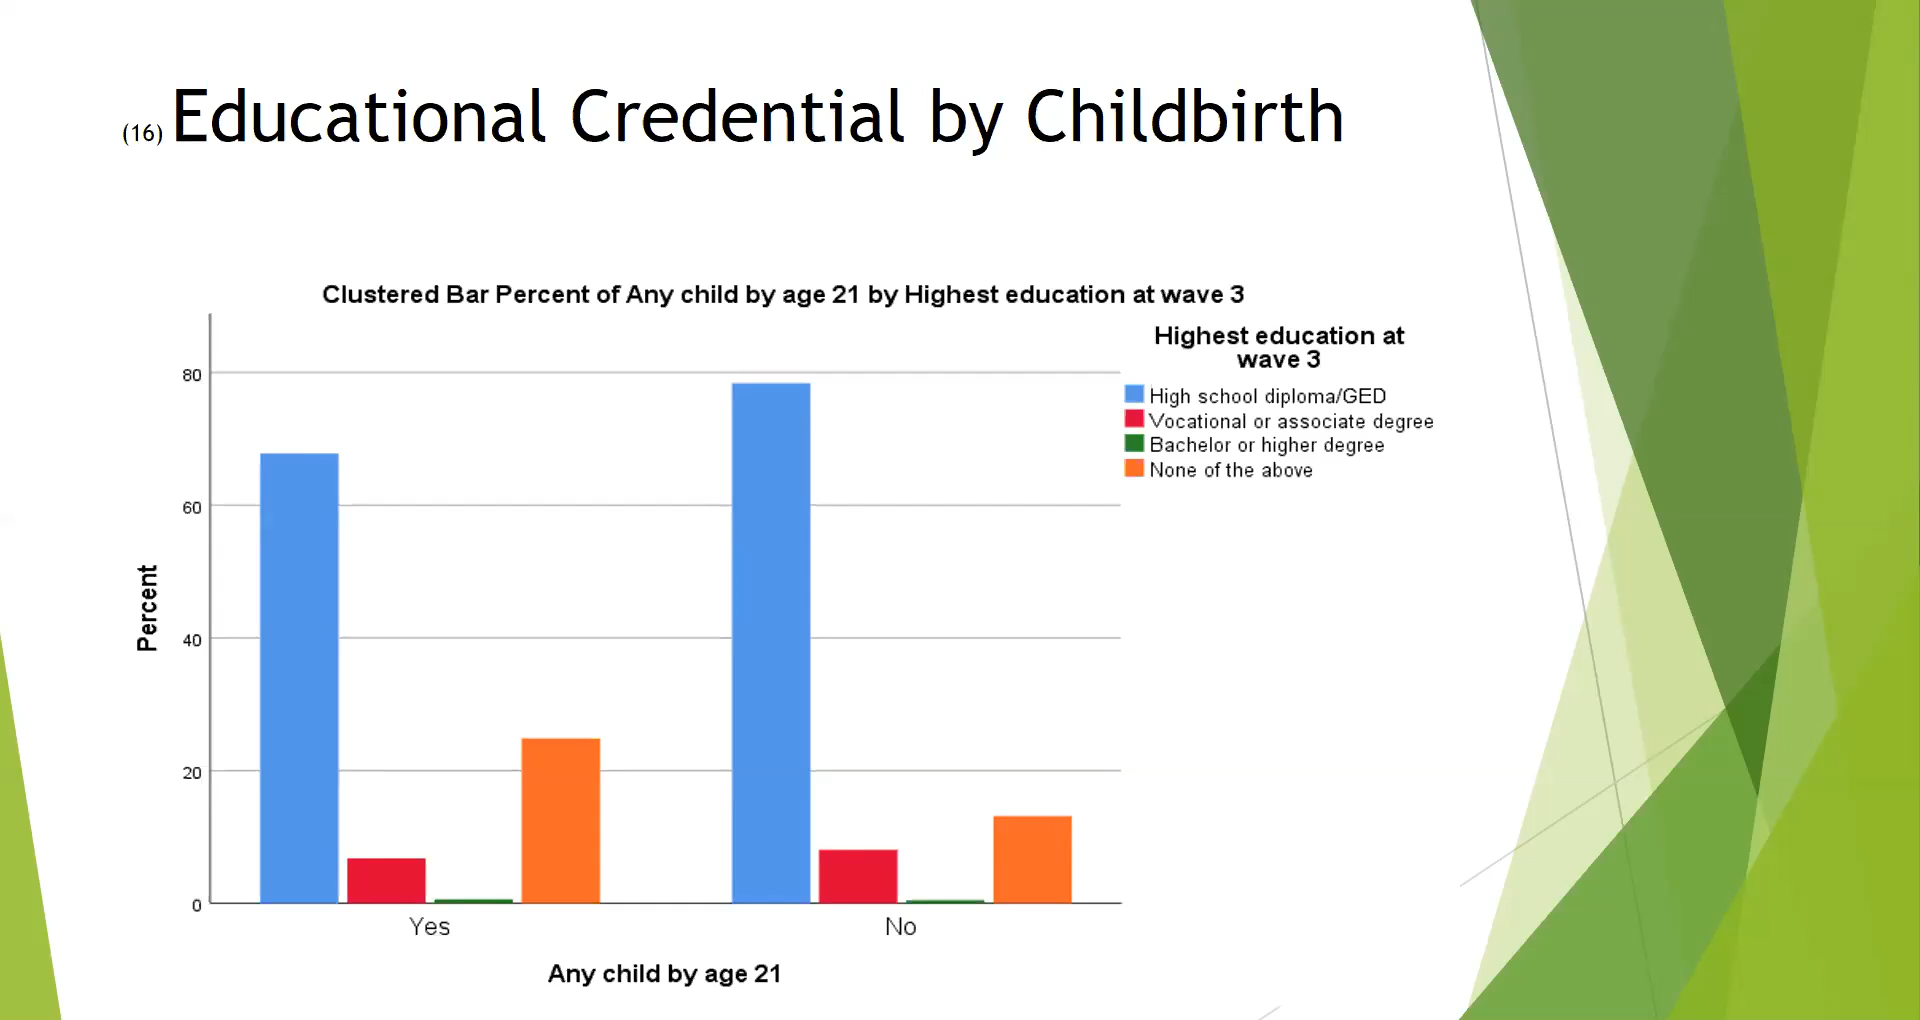 (16) Educational Credential by Childbirth
Clustered Bar Percent of Any child by age 21 by Highest education at wave 3
Highest education at
wave 3
High school diploma/GED
Vocational or associate degree
Bachelor or higher degree
None of the above
Percent
80
60
40
20
0
Yes No
Any child by age 21